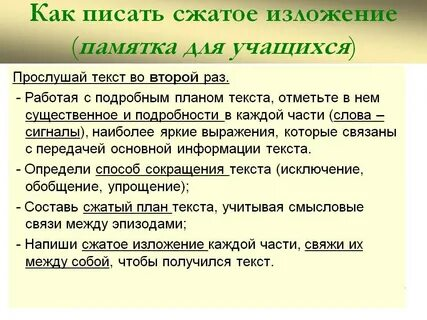 Как писать сжатое изложение
(памятка для учащихся)
Прослушай текст во второй раз.
- Работая с подробным планом текста, отметьте в нем
существенное и подробности в каждой части (слова –
сигналы), наиболее яркие выражения, которые связаны
с передачей основной информации текста.
- Определи способ сокращения текста (исключение,
обобщение, упрощение);
- Составь сжатый план текста, учитывая смысловые
связи между эпизодами;
- Напиши сжатое изложение каждой части, свяжи их
между собой, чтобы получился текст.